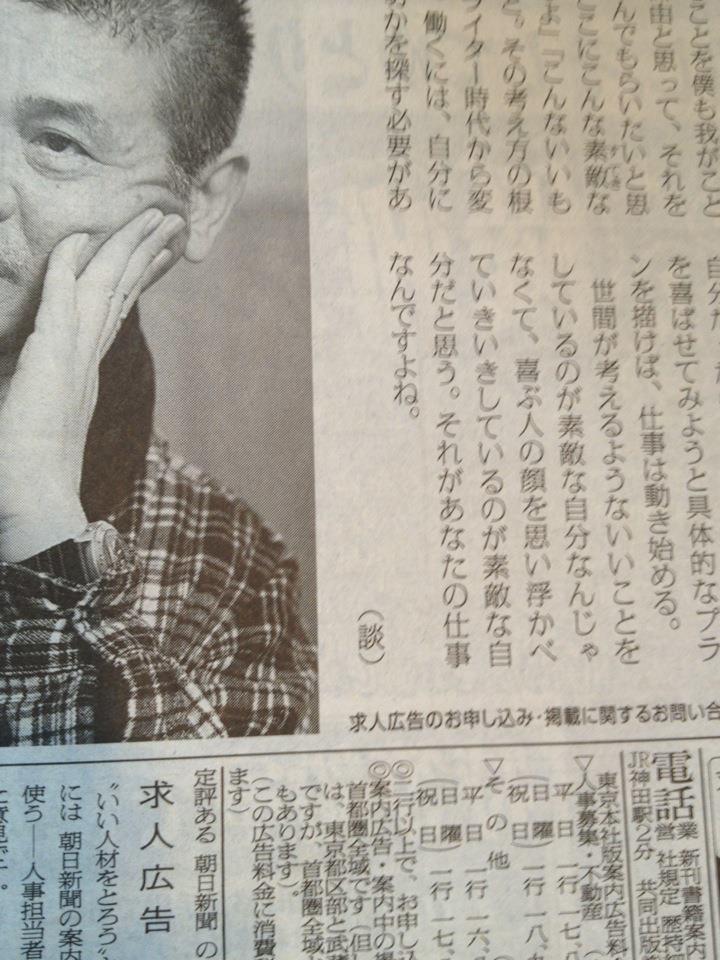 ことを僕も我がこと
由と思って、それを
んでもらいたいと思
ここにこんな素敵な
すてき
よ」「こんないいも
と。その考え方の根
イター時代から変
働くには、自分に
かを探す必要があ
を喜ばせてみようと具体的なプラ
ンを描けば、仕事は動き始める。
世間が考えるようないいことを
しているのが素敵な自分なんじゃ
なくて、喜ぶ人の顔を思い浮かべ
ていきいきしているのが素敵な自
分だと思う。それがあなたの仕事
なんですよね。
（談）
求人広告のお申し込み・掲載に関するお問い合
電話営業 新刊書籍案内
社規定
JR神田駅2分 共同出版
東京本社版案内広告料
▽人事募集・不動産
平 日 一行 一七、
(日 曜) 一行 一八、
(祝 日)
▽その他
平 日 一行 一六、
(日 曜) 一行 一七、
(祝 日)
◎二行以上で、お申し込
◎案内広告・案内中の
首都圏全域です（但し
は、東京都区部と武蔵
ですが、首都圏全域
もあります）。
（この広告料金に消費
ます）
定評ある 朝日新聞 の
求人広告
“いい人材をとろう”
には 朝日新聞の案内
使う――人事担当者